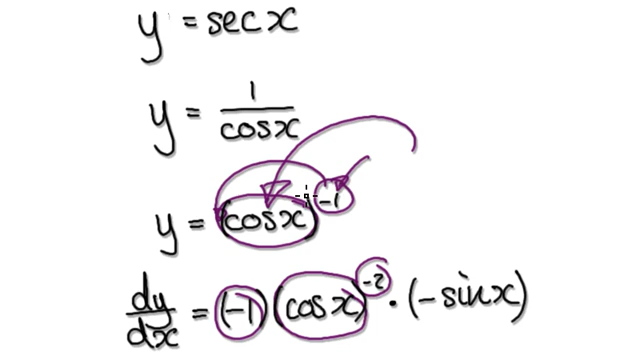 y = sec x
y = 1/cos x
y = (cos x)^-1
dy/dx = (-1) (cos x)^-2 · (-sin x)